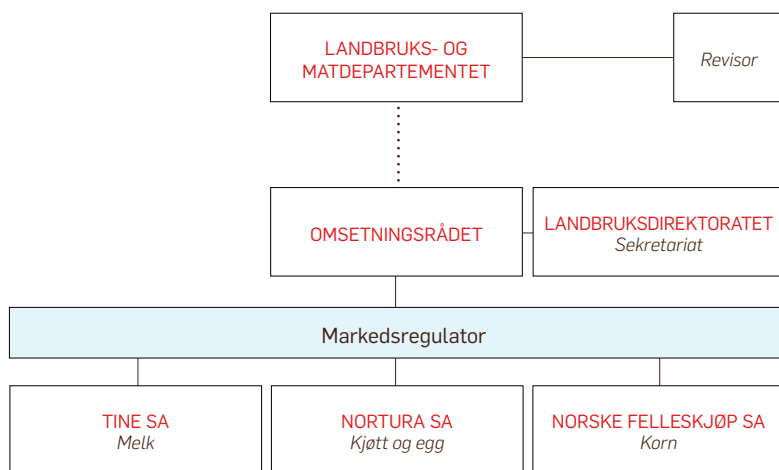 LANDBRUKS- OG
MATDEPARTEMENTET
Revisor
OMSETNINGSRÅDET
LANDBRUKSDIREKTORATET
Sekretariat
Markedsregulator
TINE SA
Melk
NORTURA SA
Kjøtt og egg
NORSKE FELLESKJØP SA
Korn